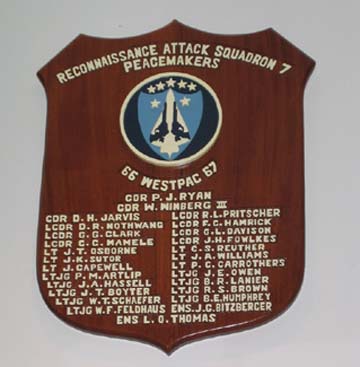 RECONNAISSANCE ATTACK SQUADRON 7
PEACEMAKERS
66 WESTPAC 67
CDR P. J. RYAN
CDR W. WINBERG III
CDR D. H. JARVIS
LCDR D. R. NOTHWANG
LCDR G. G. CLARK
LCDR C. C. MAMELE
LT J. T. OSBORNE
LT J. K. SUTOR
LT J. CAPEWELL
LTJG P. M. ARTLIP
LTJG J. A. HASSELL
LTJG J. T. BOYTER
LTJG W. T. SCHAEFER
LTJG W. F. FELDHAUS
LCDR R. L. PRITSCHER
LCDR F. C. HAMRICK
LCDR G. L. DAVISON
LCDR J. H. FOWLKES
LT C. S. REUTHER
LT J. A. WILLIAMS
LT P. C. CARROTHERS
LTJG J. E. OWEN
LTJG B. R. LANIER
LTJG R. S. BROWN
LTJG B. E. HUMPHREY
ENS. J. G. BITZBERGER
ENS L. O. THOMAS